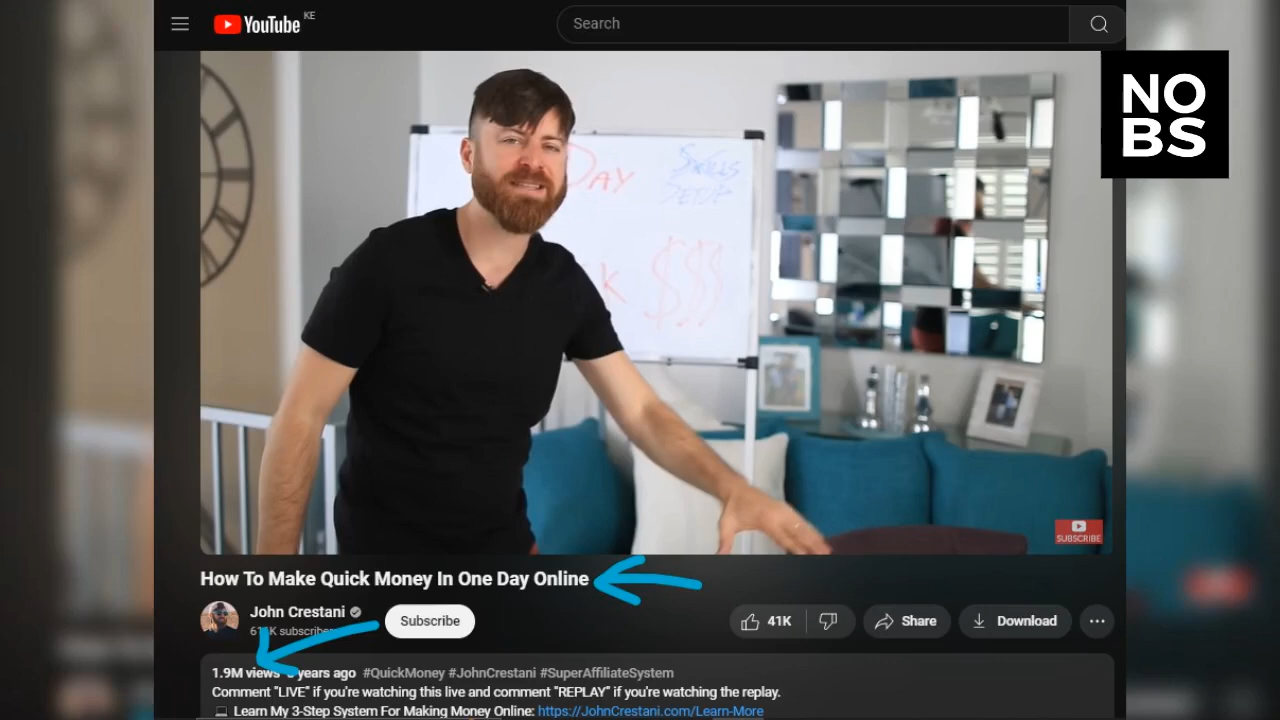 YouTube KE
Search
NO
BS
DAY
SKILLS
$$$
SUBSCRIBE
How To Make Quick Money In One Day Online
John Crestani
Subscribe
41K
Share
Download
1.9M views years ago #QuickMoney #JohnCrestani #SuperAffiliateSystem
Comment "LIVE" if you're watching this live and comment "REPLAY" if you're watching the replay.
Learn My 3-Step System For Making Money Online: https://JohnCrestani.com/Learn-More